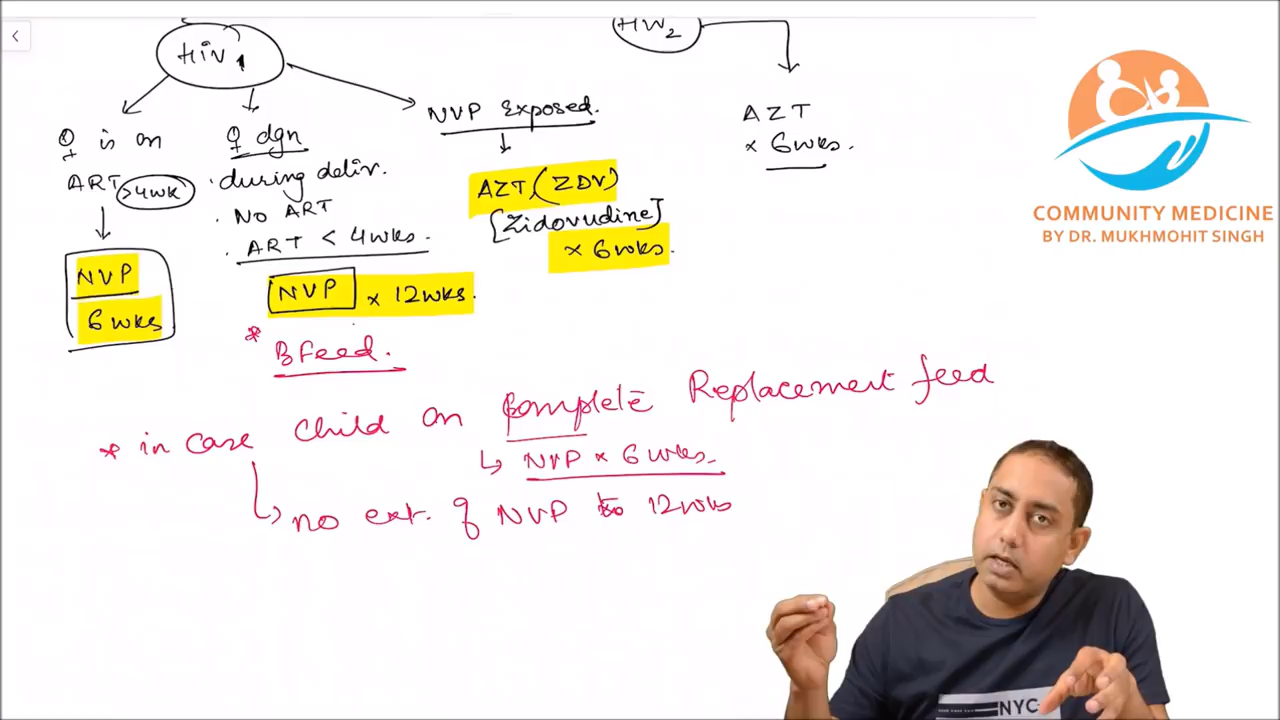 HIV 1
HIV 2
♀ is on
ART >4wk
NVP
6 wks
♀ dgn
· during deliv.
· NO ART
· ART < 4wks.
NVP × 12wks.
NVP Exposed.
AZT, (ZDV)
[Zidovudine]
× 6wks.
AZT
× 6wks.
* BFeed.
* in case child on complete Replacement feed
↳ NVP × 6 wks.
↳ no ext. of NVP to 12wks
COMMUNITY MEDICINE
BY DR. MUKHMOHIT SINGH
NYC